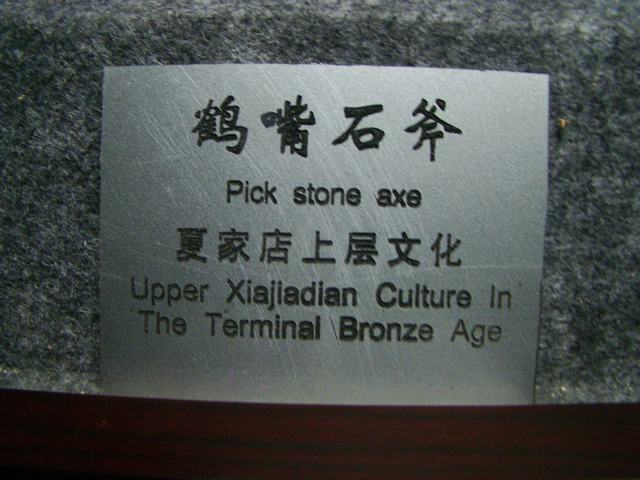 鹤嘴石斧
Pick stone axe
夏家店上层文化
Upper Xiajiadian Culture In
The Terminal Bronze Age